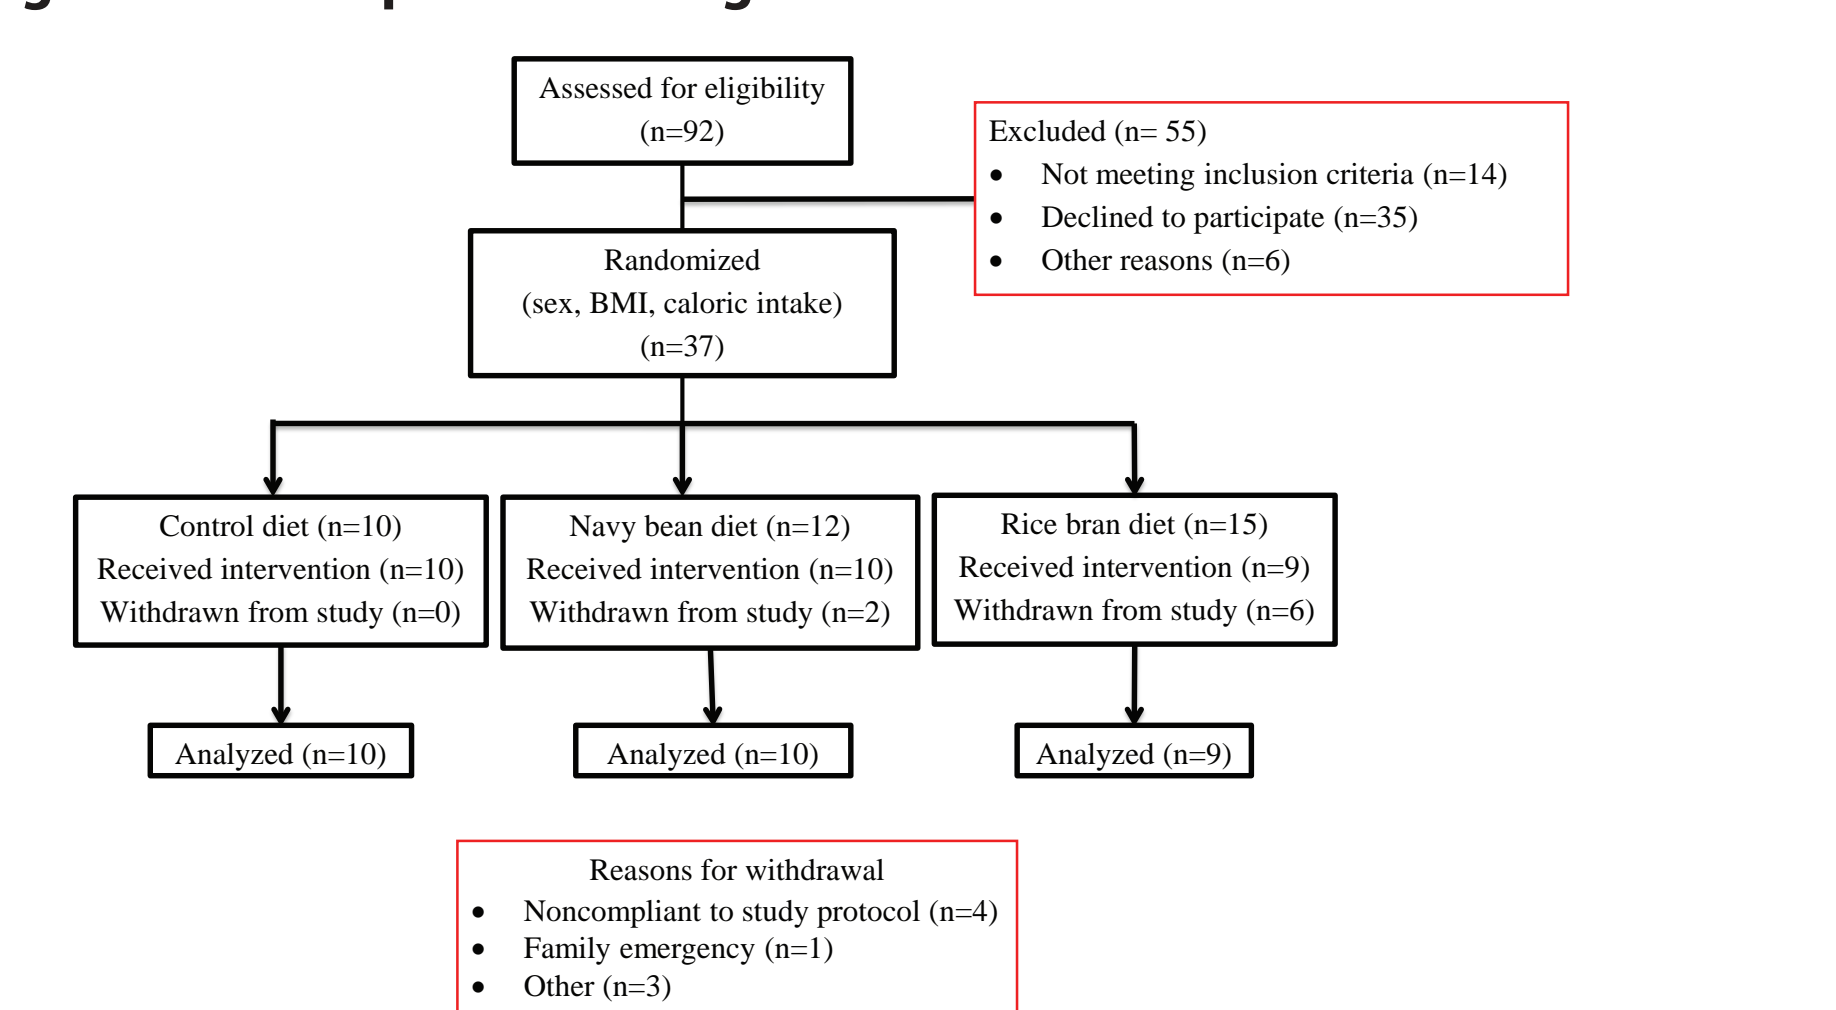 Assessed for eligibility
(n=92)
Excluded (n= 55)
• Not meeting inclusion criteria (n=14)
• Declined to participate (n=35)
• Other reasons (n=6)
Randomized
(sex, BMI, caloric intake)
(n=37)
Control diet (n=10)
Received intervention (n=10)
Withdrawn from study (n=0)
Navy bean diet (n=12)
Received intervention (n=10)
Withdrawn from study (n=2)
Rice bran diet (n=15)
Received intervention (n=9)
Withdrawn from study (n=6)
Analyzed (n=10)
Analyzed (n=10)
Analyzed (n=9)
Reasons for withdrawal
• Noncompliant to study protocol (n=4)
• Family emergency (n=1)
• Other (n=3)